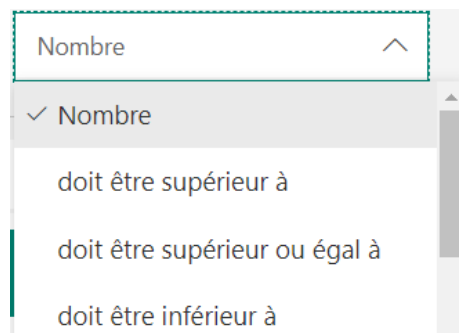 Nombre
Nombre
doit être supérieur à
doit être supérieur ou égal à
doit être inférieur à